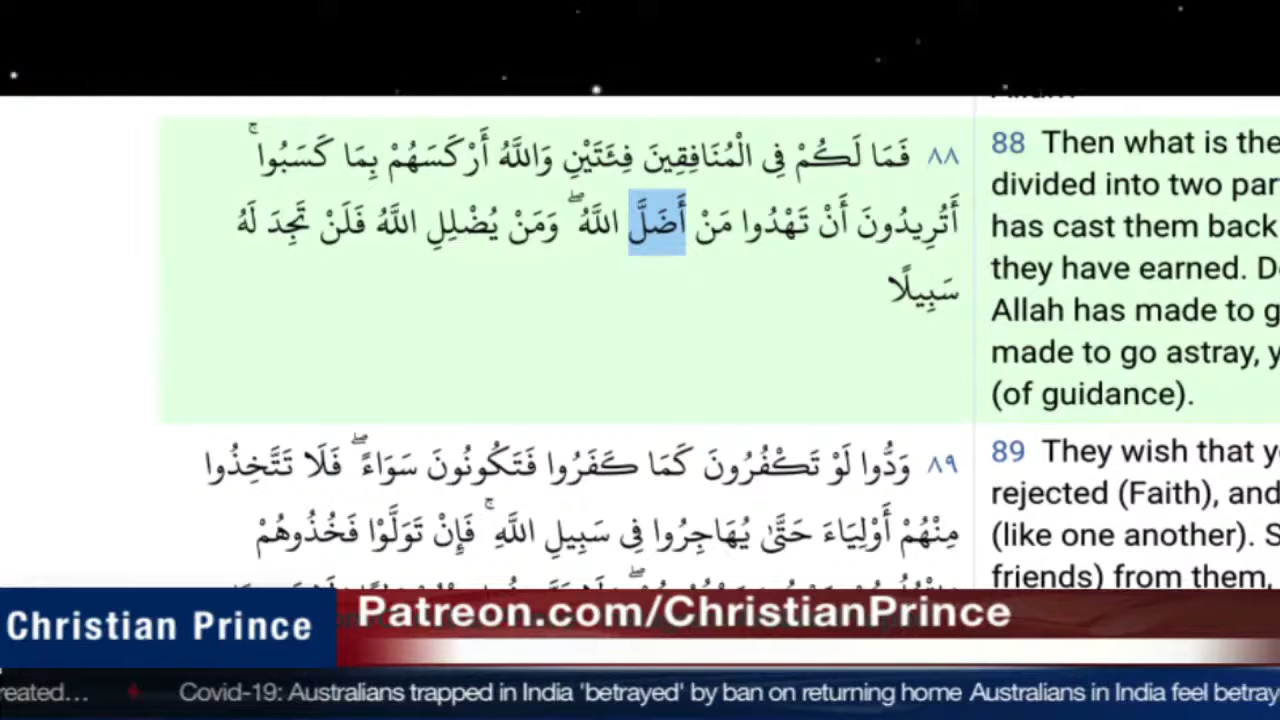 ٨٨ فَمَا لَكُمْ فِى الْمُنَافِقِينَ فِئَتَيْنِ وَاللَّهُ أَرْكَسَهُمْ بِمَا كَسَبُوا ۚ
أَتُرِيدُونَ أَنْ تَهْدُوا مَنْ أَضَلَّ اللَّهُ ۖ وَمَنْ يُضْلِلِ اللَّهُ فَلَنْ تَجِدَ لَهُ
سَبِيلًا
88 Then what is the
divided into two par
has cast them back
they have earned. D
Allah has made to g
made to go astray, y
(of guidance).
٨٩ وَدُّوا لَوْ تَكْفُرُونَ كَمَا كَفَرُوا فَتَكُونُونَ سَوَاءً ۖ فَلَا تَتَّخِذُوا
مِنْهُمْ أَوْلِيَاءَ حَتَّىٰ يُهَاجِرُوا فِى سَبِيلِ اللَّهِ ۚ فَإِنْ تَوَلَّوْا فَخُذُوهُمْ
89 They wish that y
rejected (Faith), and
(like one another). S
friends) from them,
Christian Prince
Patreon.com/ChristianPrince
reated... Covid-19: Australians trapped in India 'betrayed' by ban on returning home Australians in India feel betray